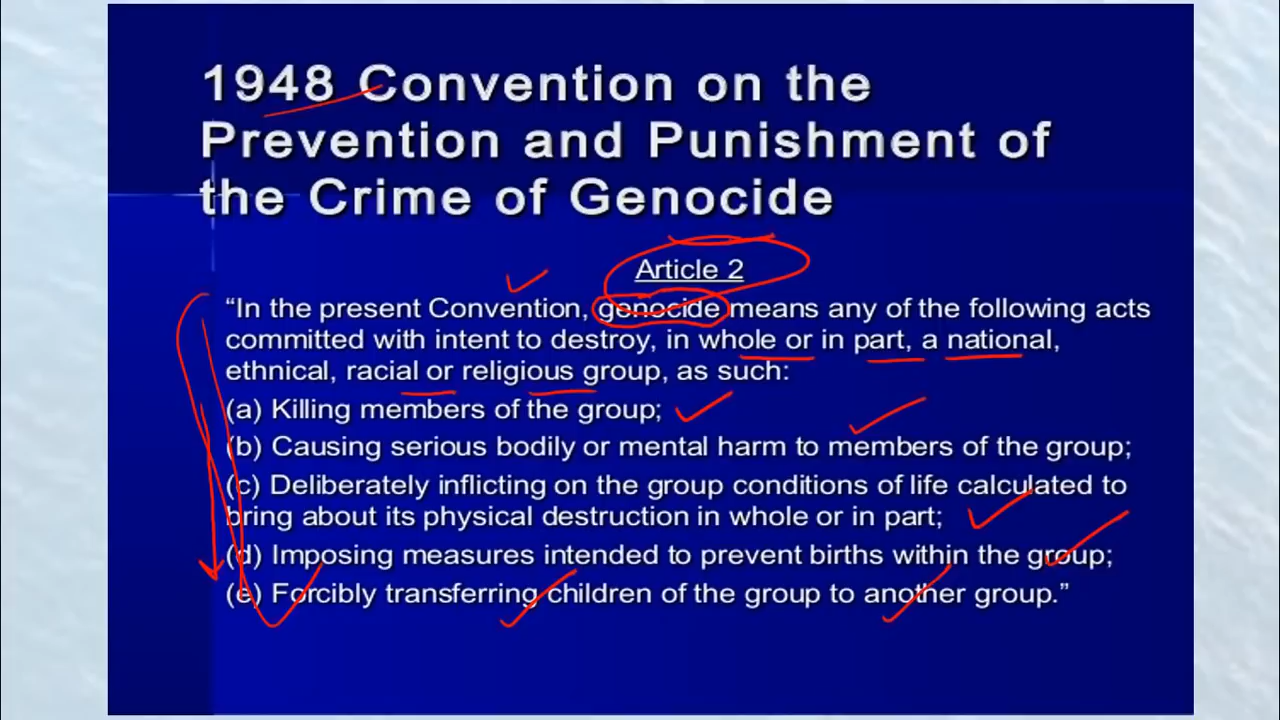 1948 Convention on the
Prevention and Punishment of
the Crime of Genocide
Article 2
“In the present Convention, genocide means any of the following acts
committed with intent to destroy, in whole or in part, a national,
ethnical, racial or religious group, as such:
(a) Killing members of the group;
(b) Causing serious bodily or mental harm to members of the group;
(c) Deliberately inflicting on the group conditions of life calculated to
bring about its physical destruction in whole or in part;
(d) Imposing measures intended to prevent births within the group;
(e) Forcibly transferring children of the group to another group.”